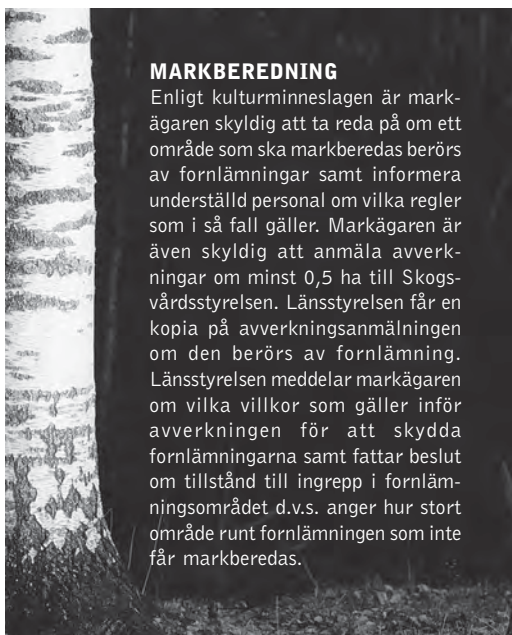 MARKBEREDNING
Enligt kulturminneslagen är mark-
ägaren skyldig att ta reda på om ett
område som ska markberedas berörs
av fornlämningar samt informera
underställd personal om vilka regler
som i så fall gäller. Markägaren är
även skyldig att anmäla avverk-
ningar om minst 0,5 ha till Skogs-
vårdsstyrelsen. Länsstyrelsen får en
kopia på avverkningsanmälningen
om den berörs av fornlämning.
Länsstyrelsen meddelar markägaren
om vilka villkor som gäller inför
avverkningen för att skydda
fornlämningarna samt fattar beslut
om tillstånd till ingrepp i fornläm-
ningsområdet d.v.s. anger hur stort
område runt fornlämningen som inte
får markberedas.